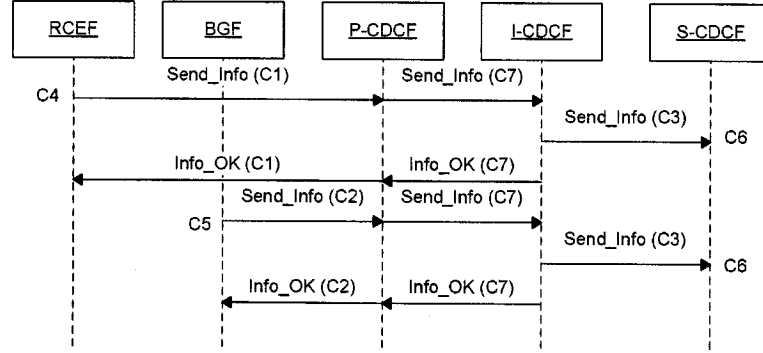 RCEF BGF P-CDCF I-CDCF S-CDCF
Send_Info (C1) Send_Info (C7)
C4
Send_Info (C3)
C6
Info_OK (C1) Info_OK (C7)
Send_Info (C2) Send_Info (C7)
C5
Send_Info (C3)
C6
Info_OK (C2) Info_OK (C7)